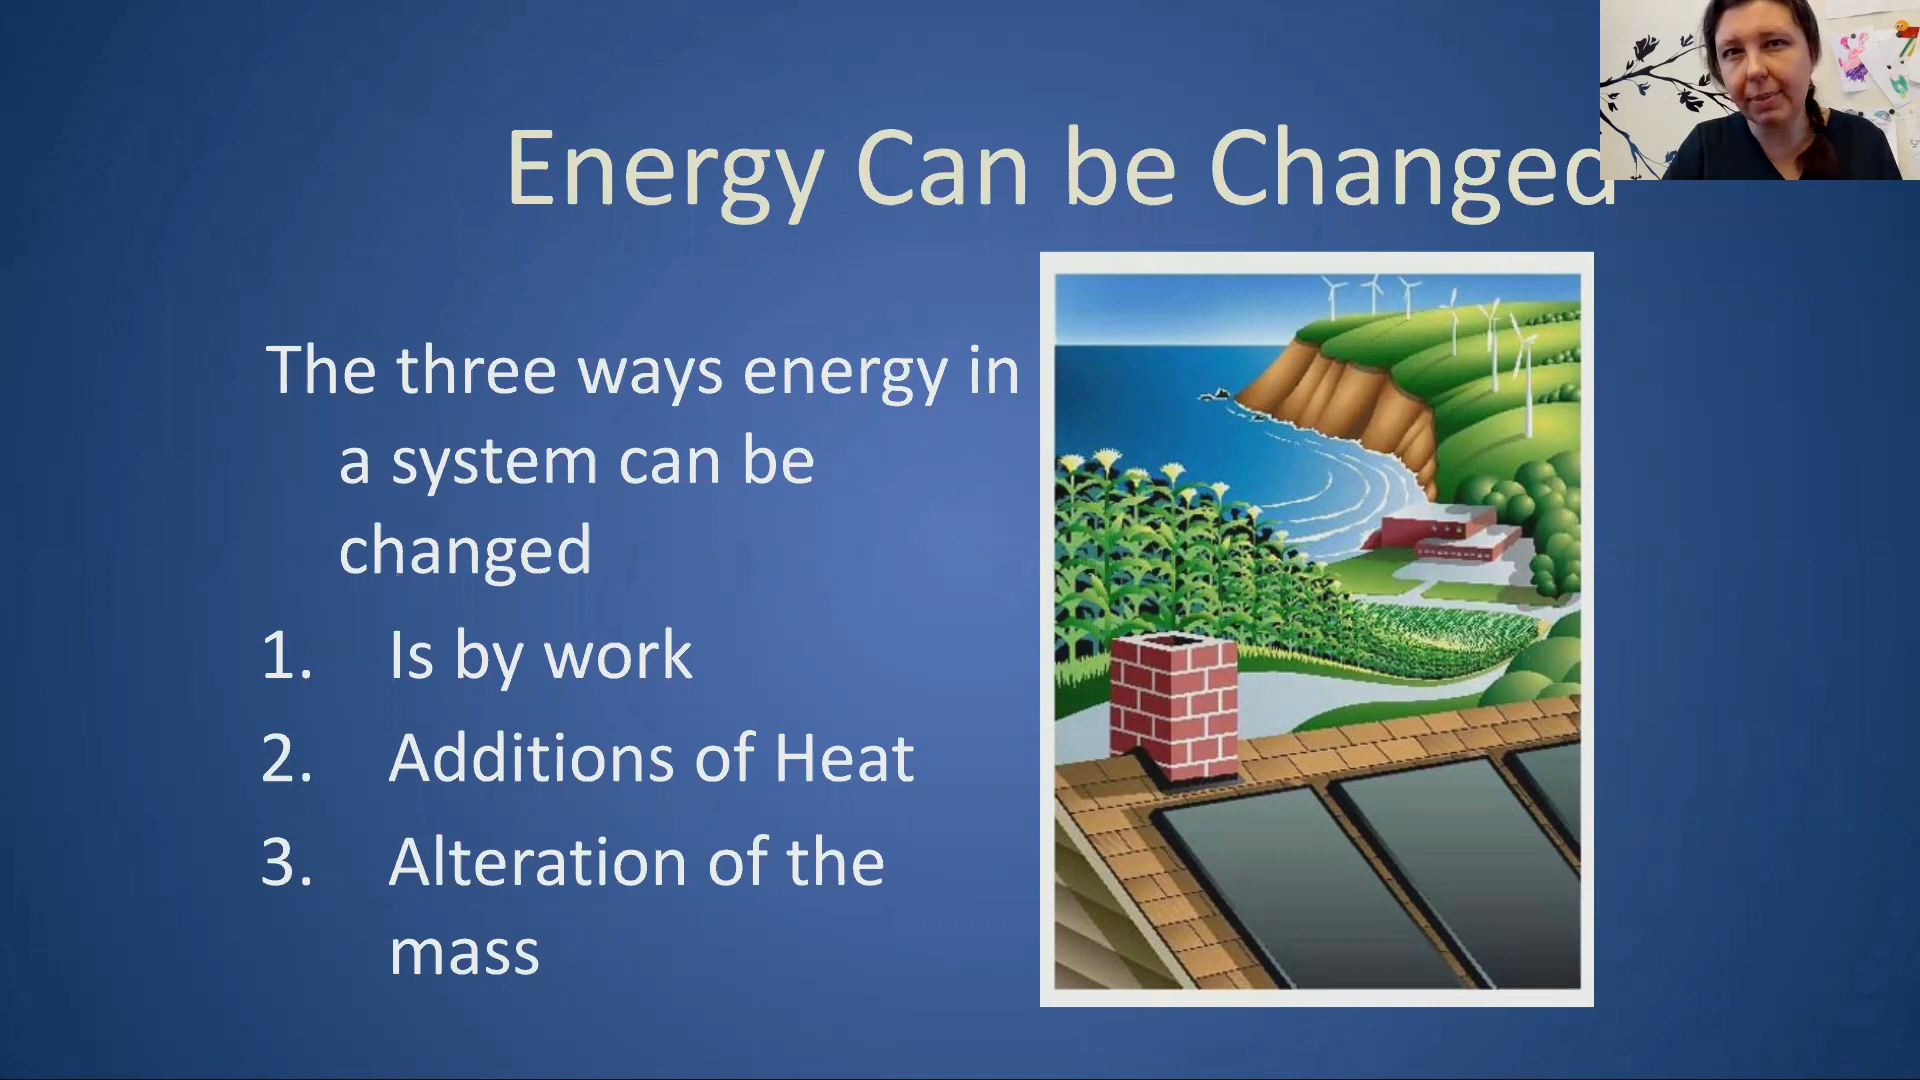 Energy Can be Changed
The three ways energy in
a system can be
changed
1. Is by work
2. Additions of Heat
3. Alteration of the
mass